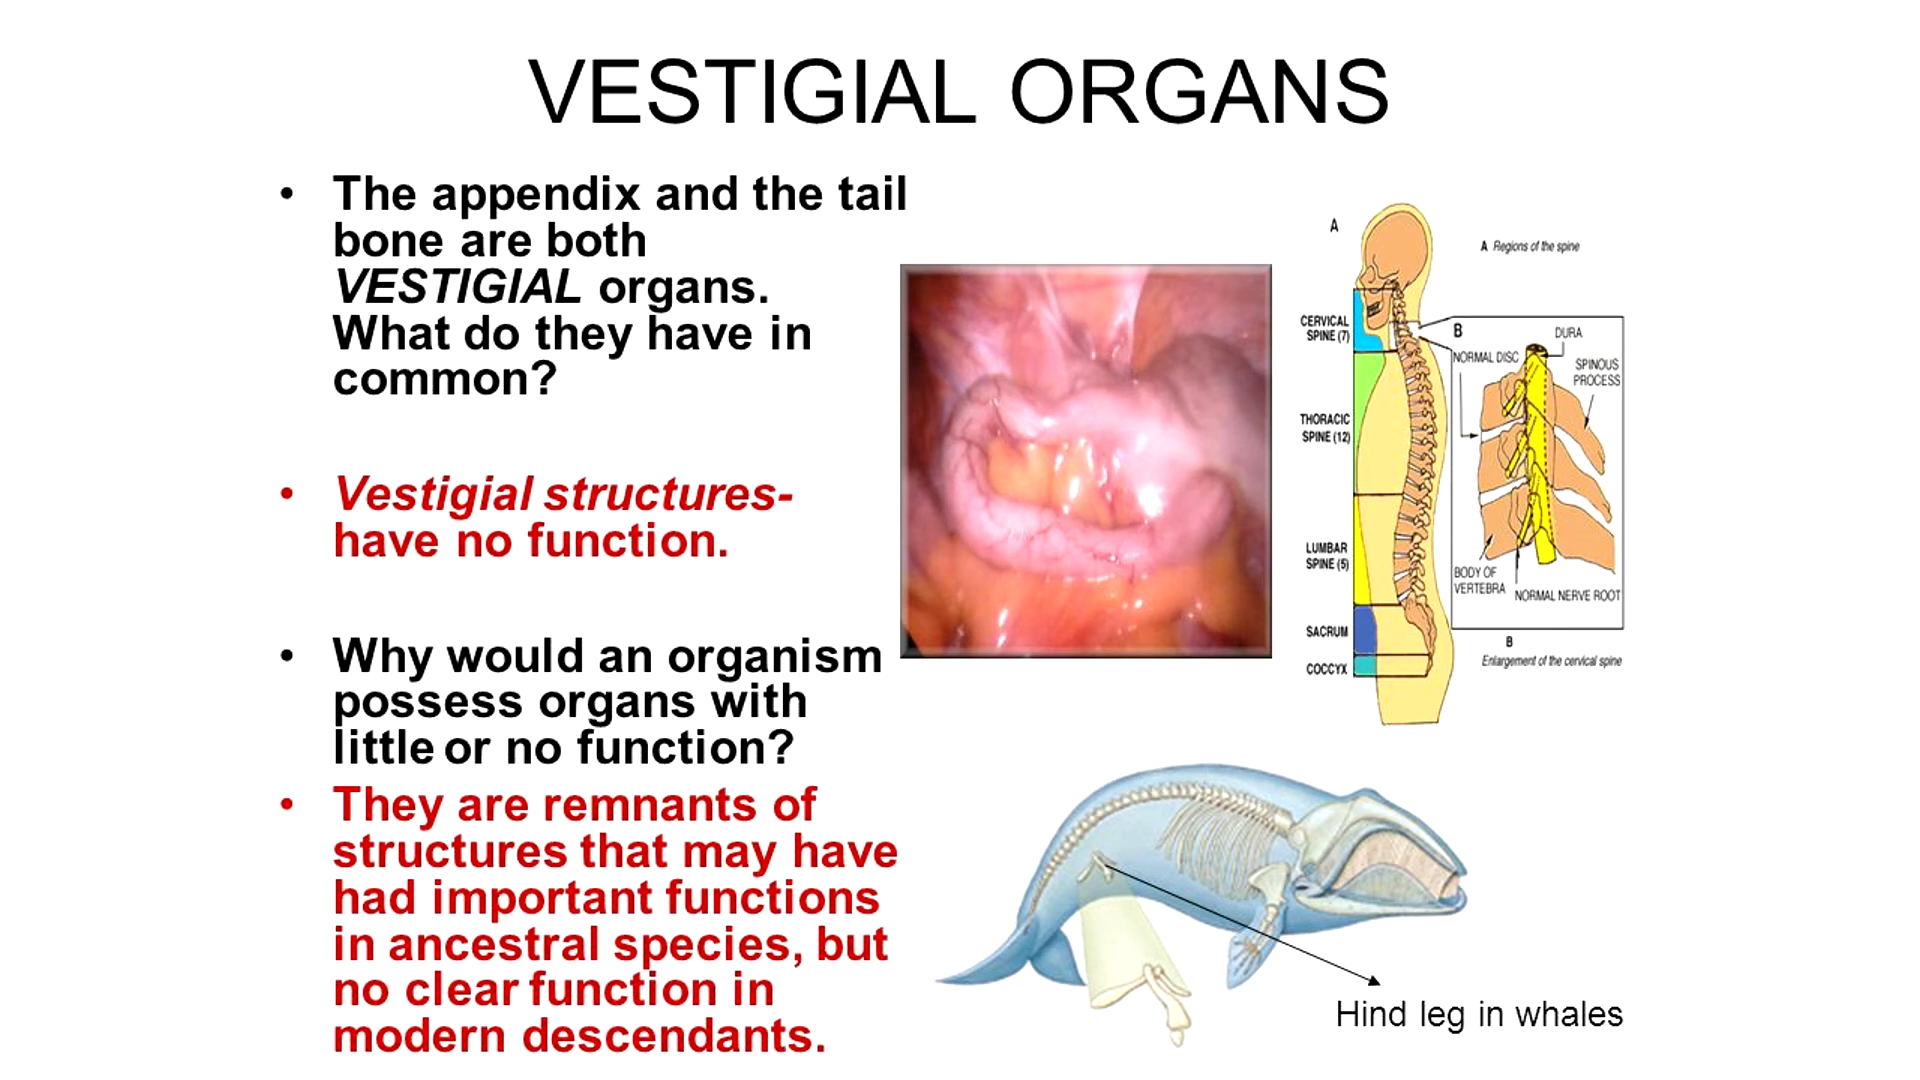 VESTIGIAL ORGANS
• The appendix and the tail
bone are both
VESTIGIAL organs.
What do they have in
common?
• Vestigial structures-
have no function.
• Why would an organism
possess organs with
little or no function?
• They are remnants of
structures that may have
had important functions
in ancestral species, but
no clear function in
modern descendants.
A
A Regions of the spine
CERVICAL
SPINE (7)
THORACIC
SPINE (12)
LUMBAR
SPINE (5)
SACRUM
COCCYX
B
DURA
NORMAL DISC
SPINOUS
PROCESS
BODY OF
VERTEBRA
NORMAL NERVE ROOT
B
Enlargement of the cervical spine
Hind leg in whales